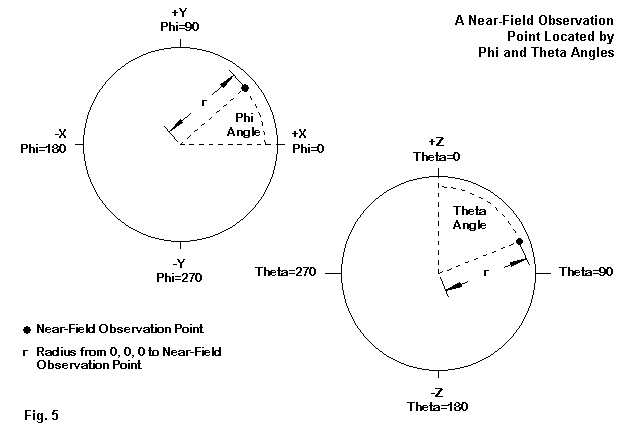 A Near-Field Observation
Point Located by
Phi and Theta Angles
+Y
Phi=90
r
Phi
Angle
-X
Phi=180
+X
Phi=0
-Y
Phi=270
+Z
Theta=0
Theta
Angle
Theta=270
r
Theta=90
-Z
Theta=180
Near-Field Observation Point
r Radius from 0, 0, 0 to Near-Field
Observation Point
Fig. 5